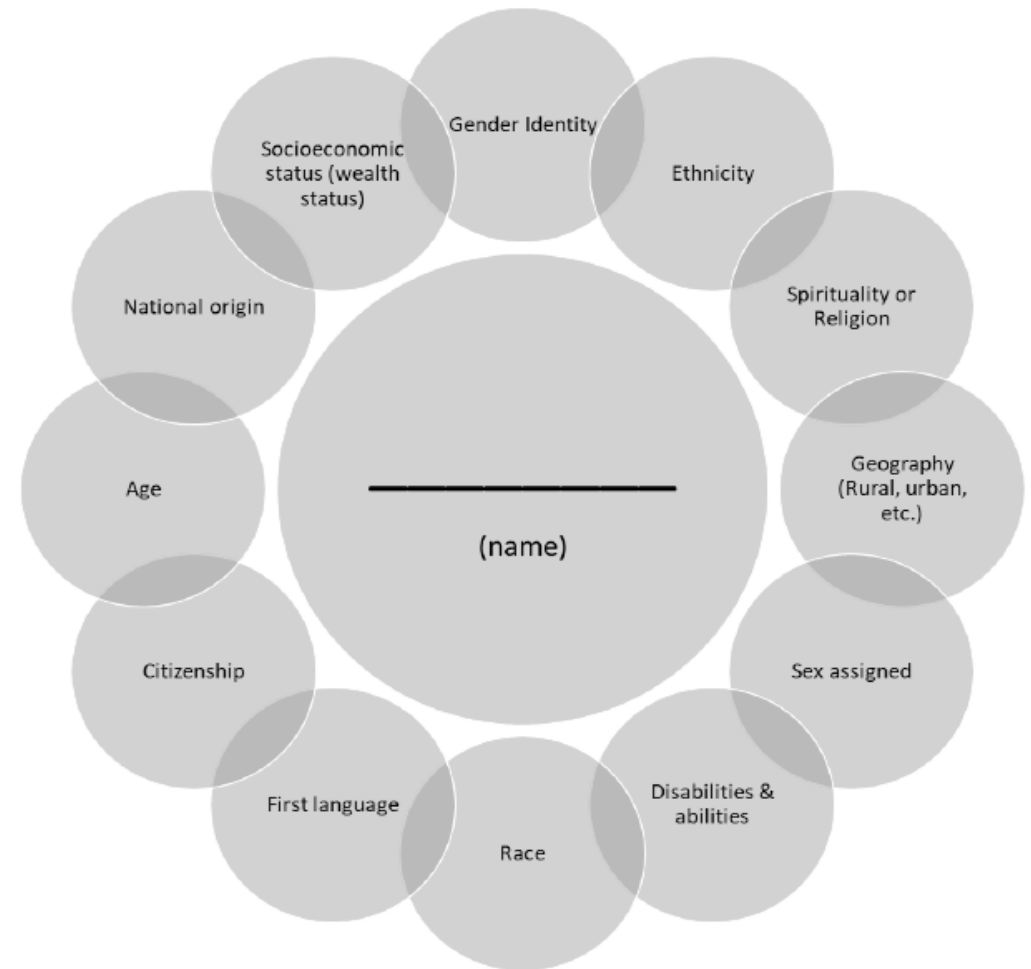 Gender Identity
Ethnicity
Spirituality or
Religion
Geography
(Rural, urban,
etc.)
Sex assigned
Disabilities &
abilities
Race
First language
Citizenship
Age
National origin
Socioeconomic
status (wealth
status)
(name)